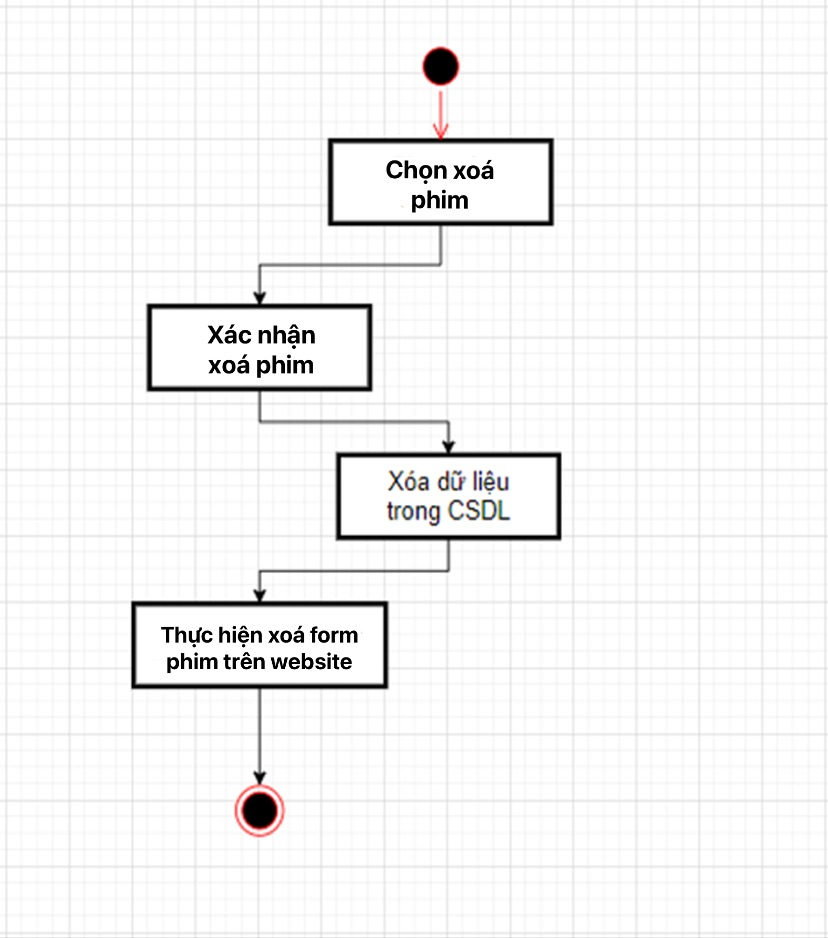 Chọn xoá
phim
Xác nhận
xoá phim
Xóa dữ liệu
trong CSDL
Thực hiện xoá form
phim trên website